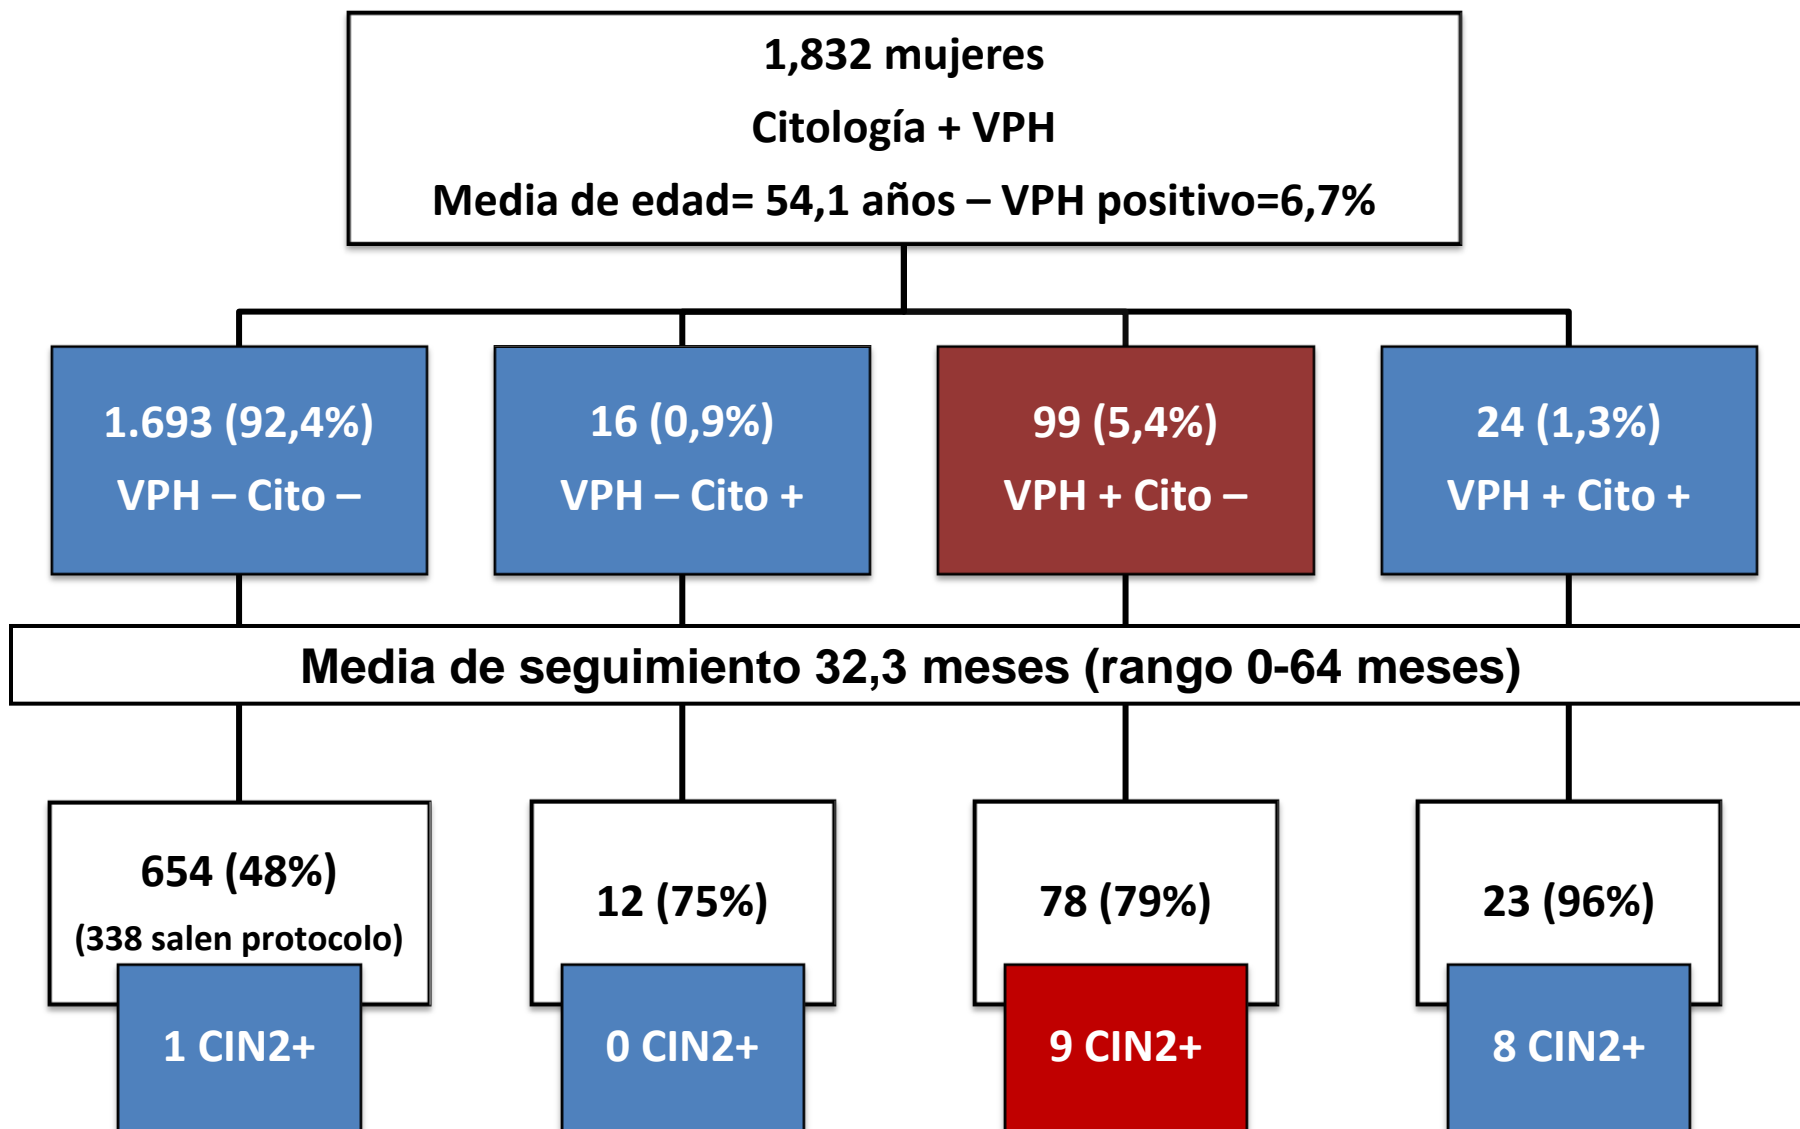 1,832 mujeres
Citología + VPH
Media de edad= 54,1 años – VPH positivo=6,7%
1.693 (92,4%)
VPH – Cito –
16 (0,9%)
VPH – Cito +
99 (5,4%)
VPH + Cito –
24 (1,3%)
VPH + Cito +
Media de seguimiento 32,3 meses (rango 0-64 meses)
654 (48%)
(338 salen protocolo)
12 (75%)
78 (79%)
23 (96%)
1 CIN2+
0 CIN2+
9 CIN2+
8 CIN2+